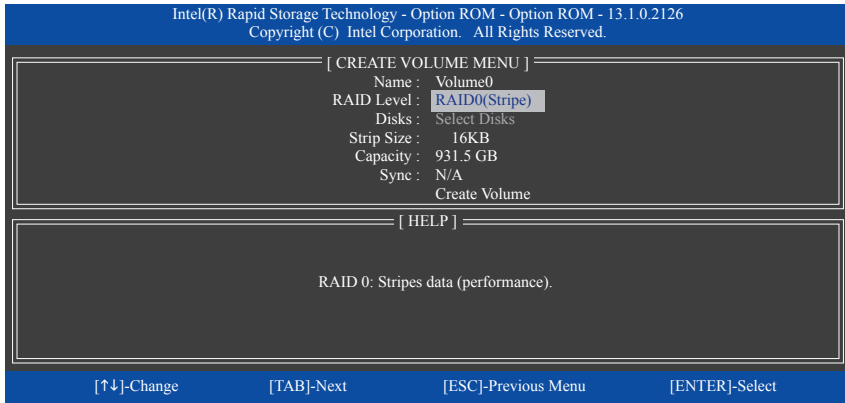 Intel(R) Rapid Storage Technology - Option ROM - Option ROM - 13.1.0.2126
Copyright (C) Intel Corporation. All Rights Reserved.
[ CREATE VOLUME MENU ]
Name : Volume0
RAID Level : RAID0(Stripe)
Disks : Select Disks
Strip Size : 16KB
Capacity : 931.5 GB
Sync : N/A
Create Volume
[ HELP ]
RAID 0: Stripes data (performance).
[↑↓]-Change [TAB]-Next [ESC]-Previous Menu [ENTER]-Select